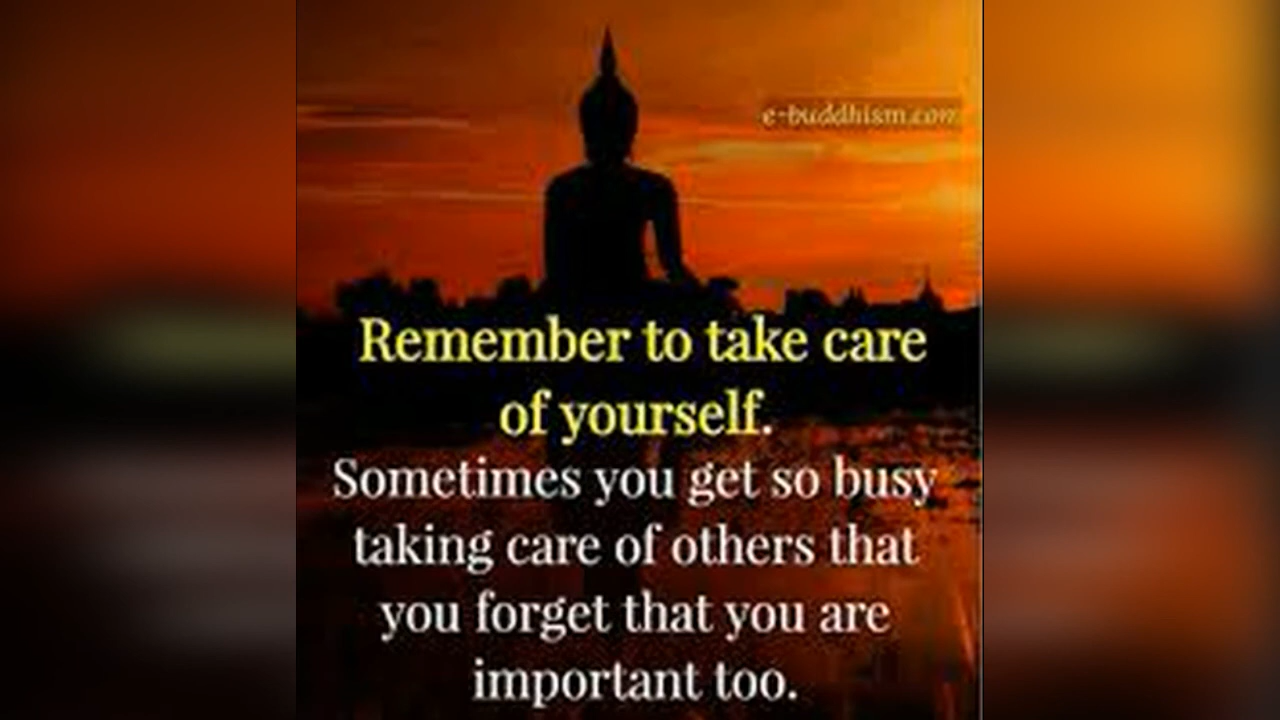 e-buddhism.com
Remember to take care
of yourself.
Sometimes you get so busy
taking care of others that
you forget that you are
important too.